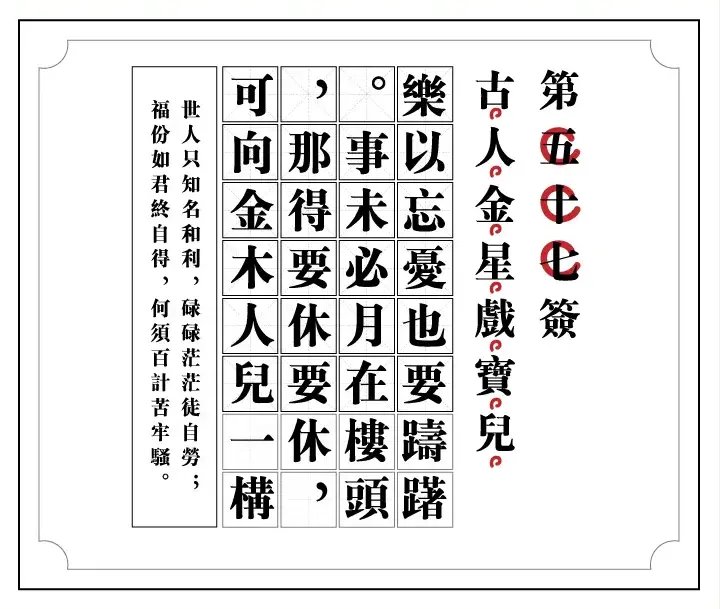 第五十七簽
古人金星戲寶兒
樂以忘憂也要躊躇
。事未必月在樓頭
，那得要休要休，
可向金木人兒一構
世人只知名和利，碌碌茫茫徒自勞；
福份如君終自得，何須百計苦牢騷。